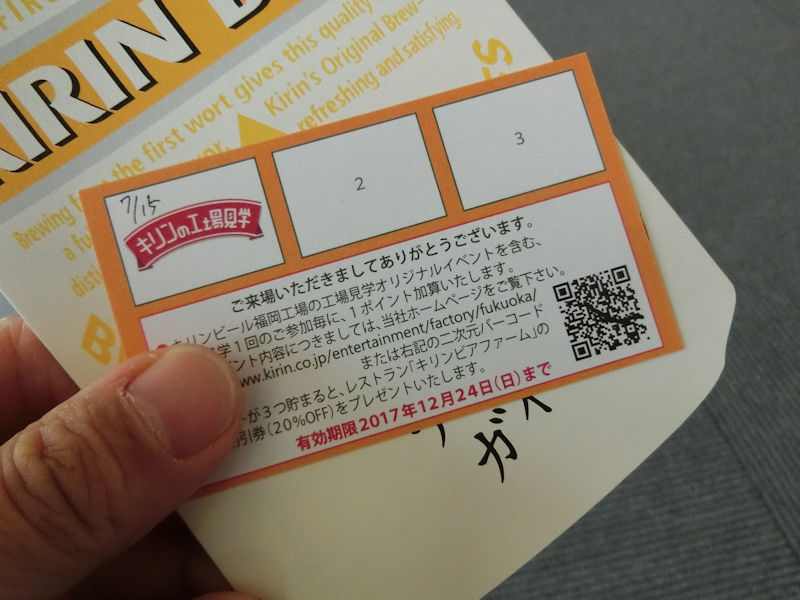 KIRIN B
Brewing f the first wort gives this quality
Kirin's Original Brew-
refreshing and satisfying.
7/15
キリンの工場見学
2
3
ご来場いただきましてありがとうございます。
キリンビール福岡工場の工場見学オリジナルイベントを含む、
学1回のご参加毎に、1ポイント加算いたします。
ント内容につきましては、当社ホームページをご覧下さい。
www.kirin.co.jp/entertainment/factory/fukuoka/
または右記の二次元バーコード
が3つ貯まると、レストラン「キリンビアファーム」の
引券(20%OFF)をプレゼントいたします。
有効期限2017年12月24日(日)まで
ガ